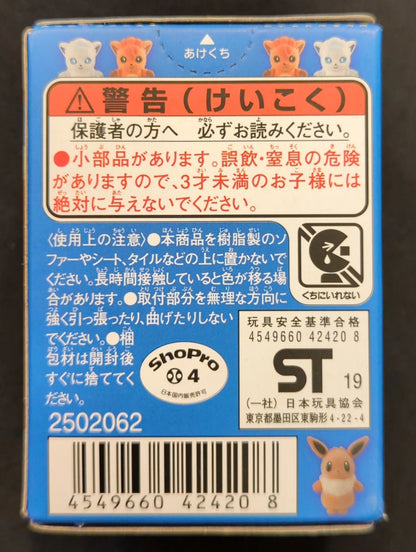 あけくち
警告(けいこく)
保護者の方へ 必ずお読みください。
●小部品があります。誤飲・窒息の危険
がありますので、3才未満のお子様には
絶対に与えないでください。
〈使用上の注意〉●本商品を樹脂製のソ
ファーやシート、タイルなどの上に置かないで
ください。長時間接触していると色が移る場
合があります。●取付部分を無理な方向に
強く引っ張ったり、曲げたりしない
でください。●梱
包材は開封後
すぐに捨ててく
ださい。
くちにいれない
ShoPro
4
日本国内販売許可
2502062
玩具安全基準合格
4549660 42420 8
ST 19
(一社) 日本玩具協会
東京都墨田区東駒形4-22-4
4549660 42420 8